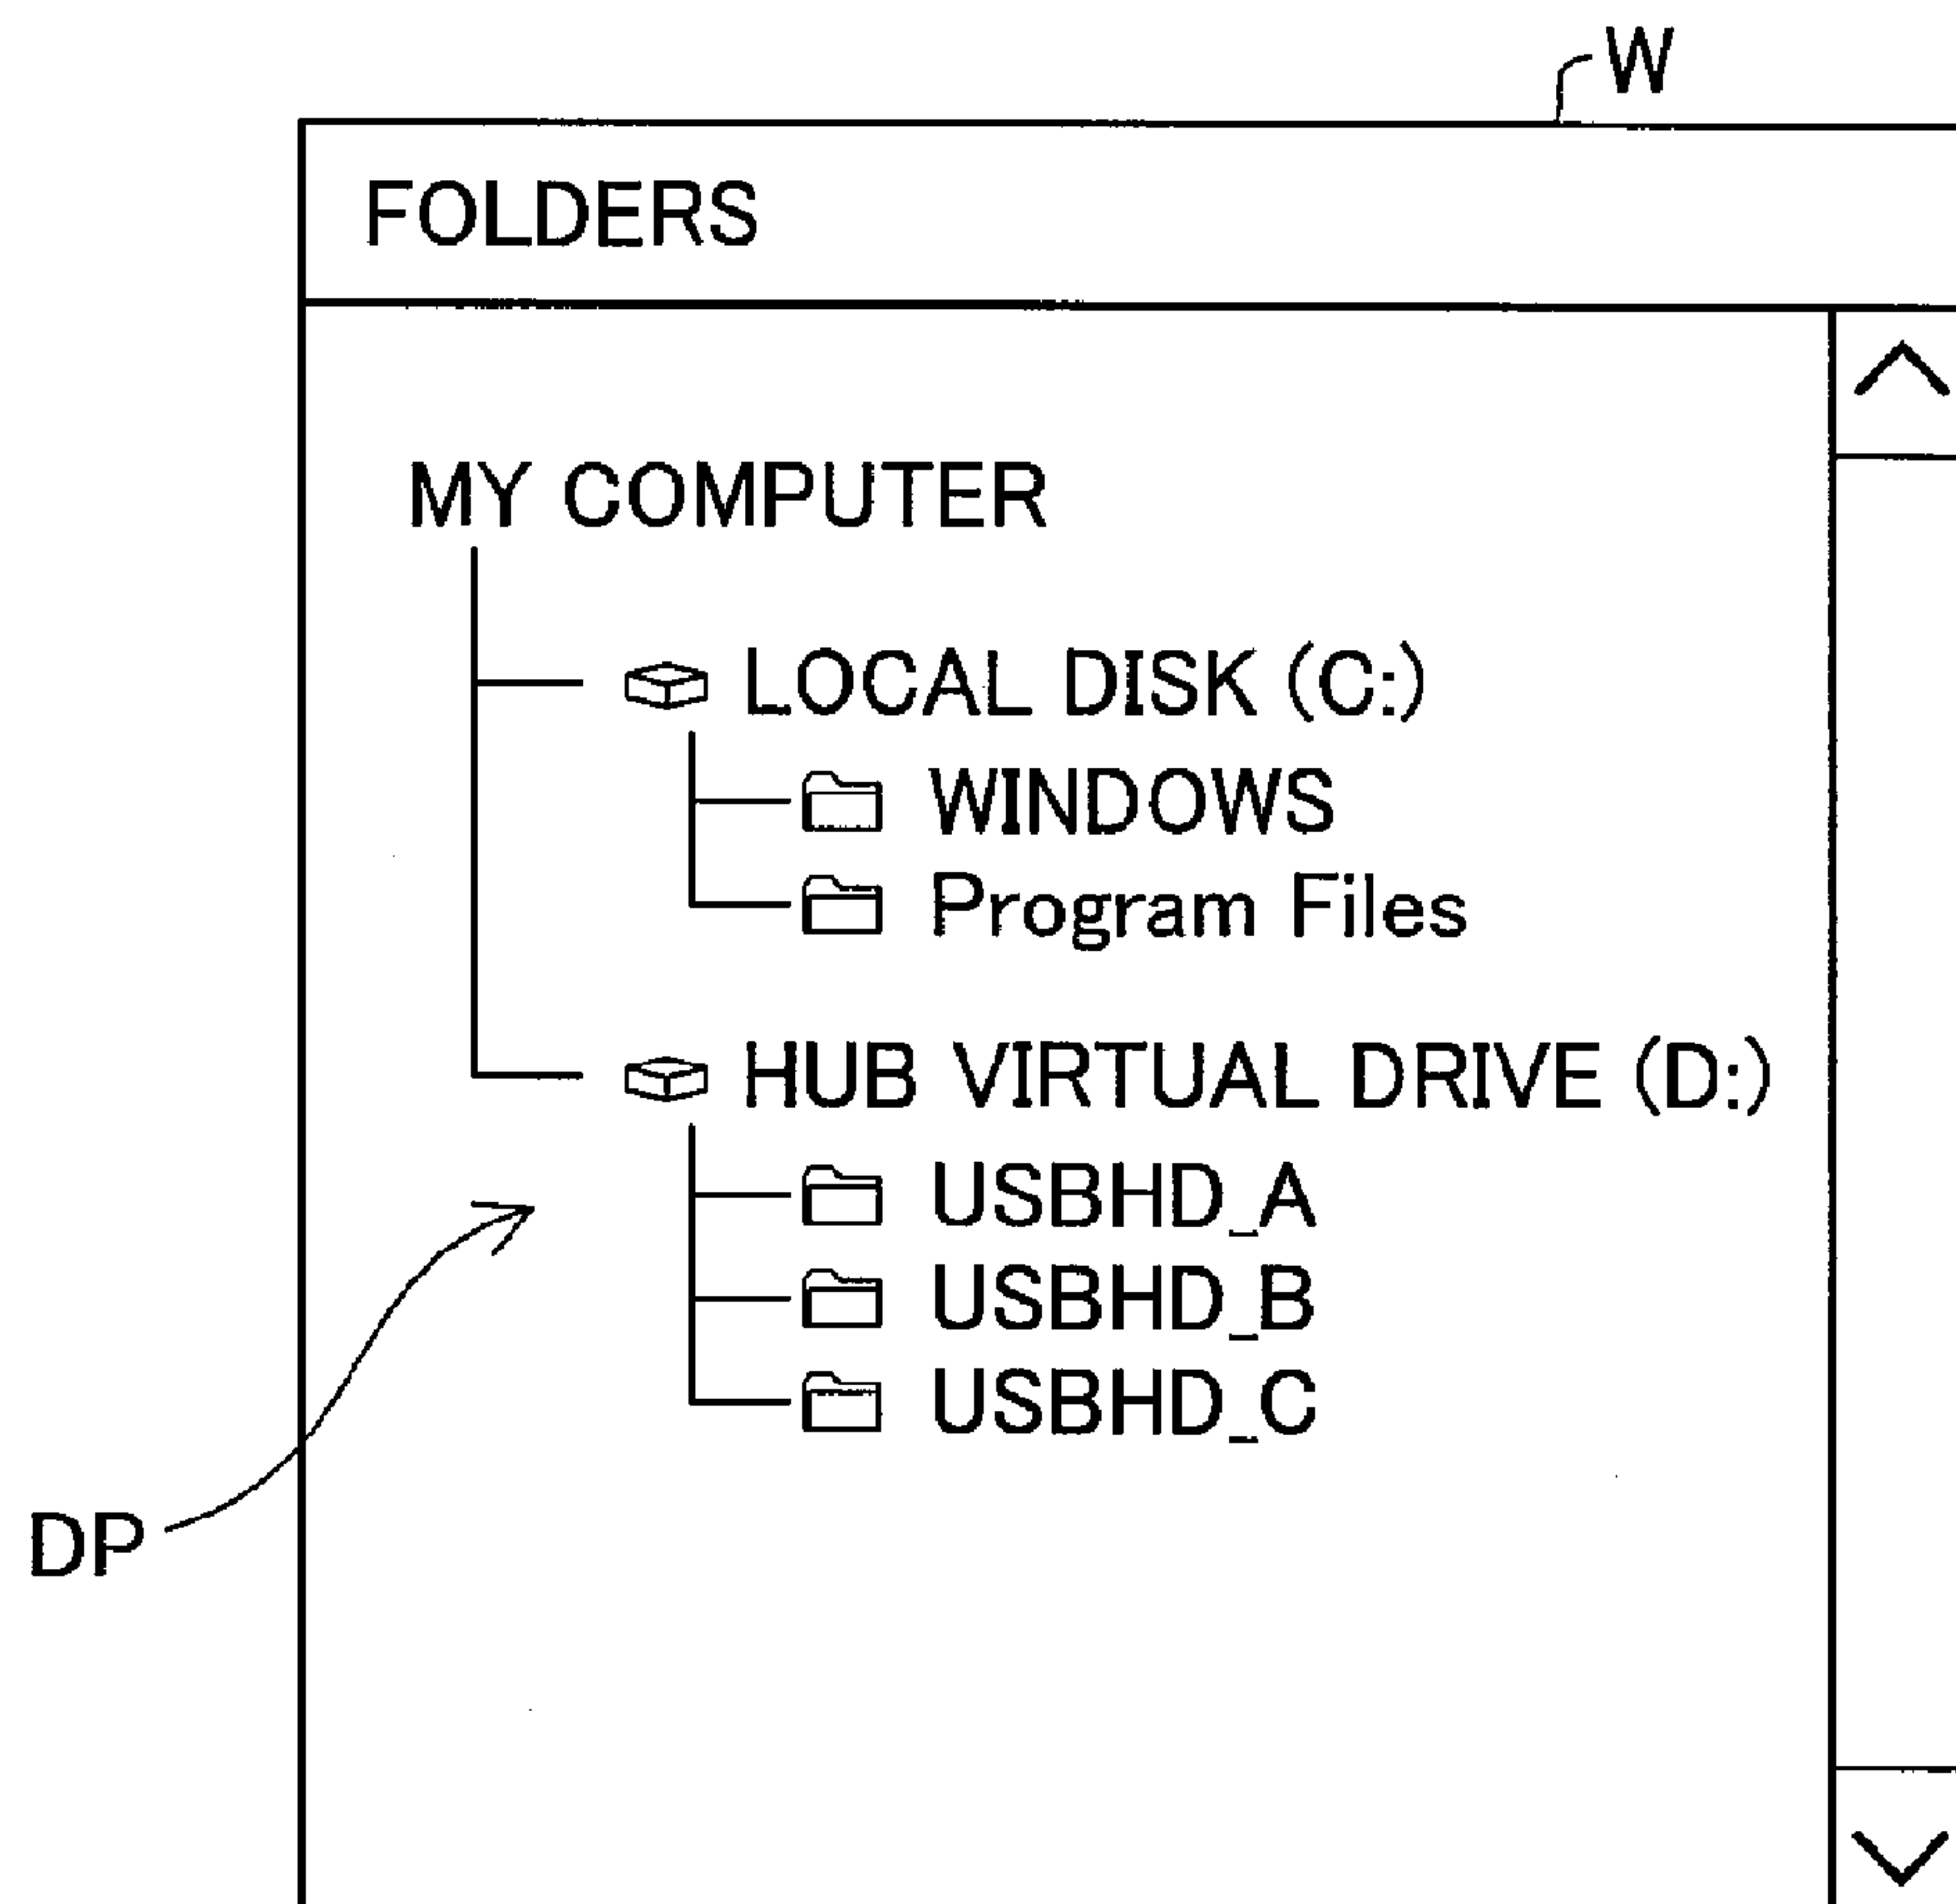 W
FOLDERS
MY COMPUTER
LOCAL DISK (C:)
WINDOWS
Program Files
HUB VIRTUAL DRIVE (D:)
USBHD_A
USBHD_B
USBHD_C
DP